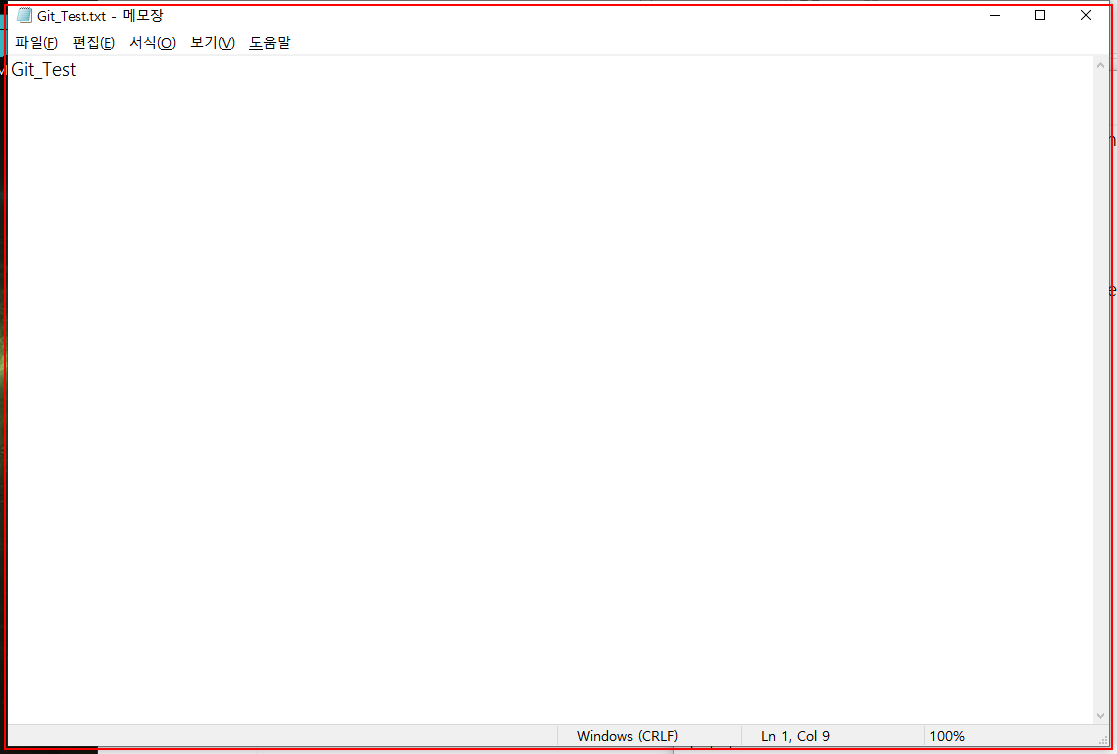 Git_Test.txt - 메모장
파일(F) 편집(E) 서식(O) 보기(V) 도움말
Git_Test
Windows (CRLF) Ln 1, Col 9 100%